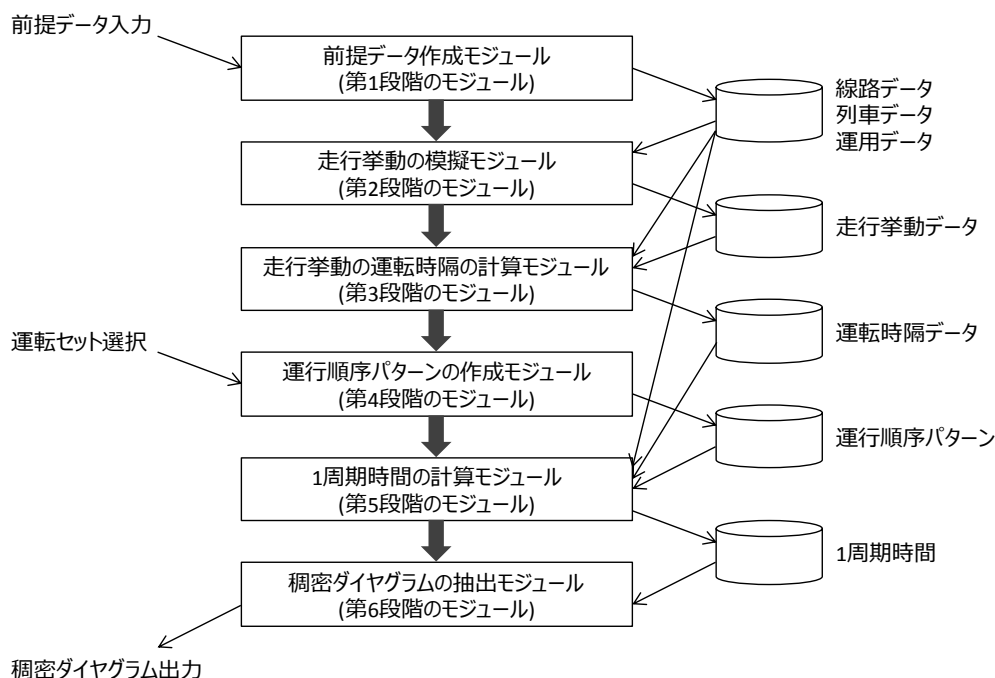 前提データ入力
前提データ作成モジュール
(第1段階のモジュール)
線路データ
列車データ
運用データ
走行挙動の模擬モジュール
(第2段階のモジュール)
走行挙動データ
走行挙動の運転時隔の計算モジュール
(第3段階のモジュール)
運転時隔データ
運転セット選択
運行順序パターンの作成モジュール
(第4段階のモジュール)
運行順序パターン
1周期時間の計算モジュール
(第5段階のモジュール)
1周期時間
稠密ダイヤグラムの抽出モジュール
(第6段階のモジュール)
稠密ダイヤグラム出力